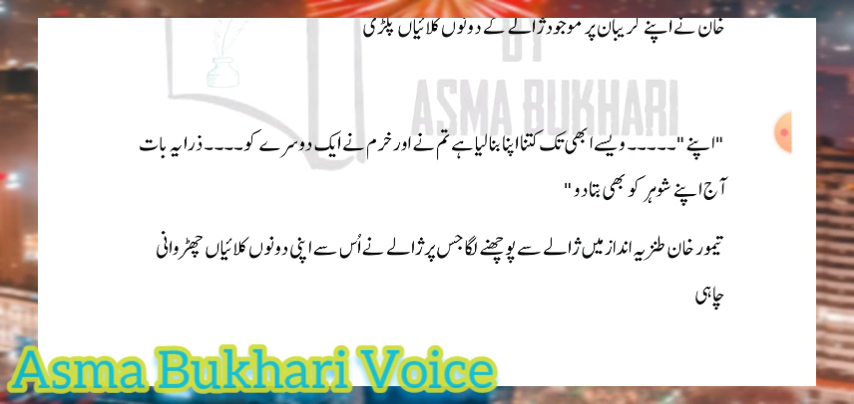 خان نے اپنے گریبان پر موجود ژالے کے دونوں کلائیاں پکڑی
BY
ASMA BUKHARI
"اپنے"۔۔۔۔۔ ویسے ابھی تک کتنا اپنا بنا لیا ہے تم نے اور خرم نے ایک دوسرے کو۔۔۔۔ ذرا یہ بات
آج اپنے شوہر کو بھی بتا دو"
تیمور خان طنزیہ انداز میں ژالے سے پوچھنے لگا جس پر ژالے نے اُس سے اپنی دونوں کلائیاں چھڑوانی
چاہی
Asma Bukhari Voice